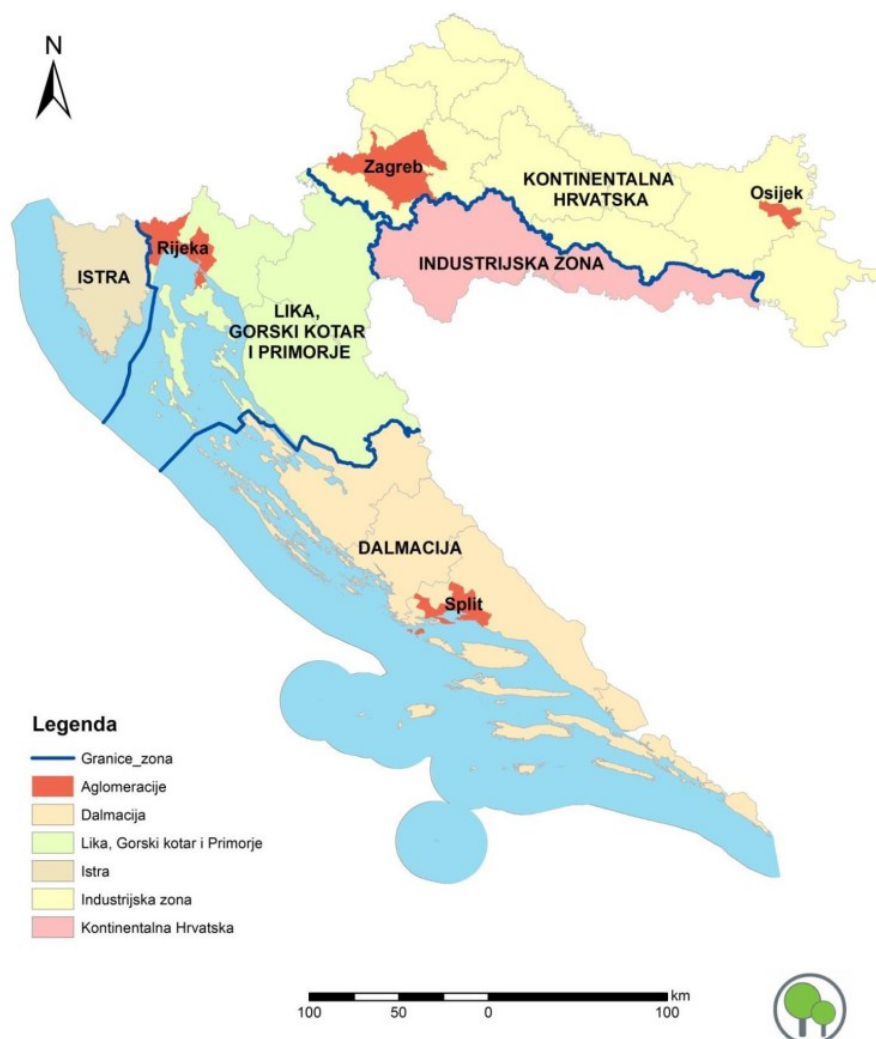 N
Zagreb
KONTINENTALNA
HRVATSKA
Osijek
Rijeka
ISTRA
INDUSTRIJSKA ZONA
LIKA,
GORSKI KOTAR
I PRIMORJE
DALMACIJA
Split
Legenda
Granice_zona
Aglomeracije
Dalmacija
Lika, Gorski kotar i Primorje
Istra
Industrijska zona
Kontinentalna Hrvatska
km
100 50 0 100